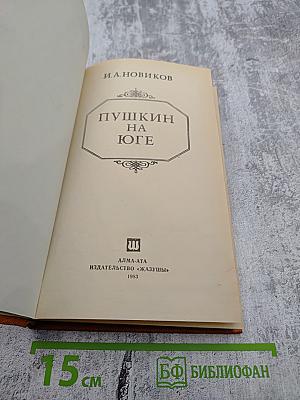 И.А.НОВИКОВ
ПУШКИН
НА
ЮГЕ
АЛМА-АТА
ИЗДАТЕЛЬСТВО «ЖАЗУШЫ»
1983
15 см
БФ БИБЛИОФАН